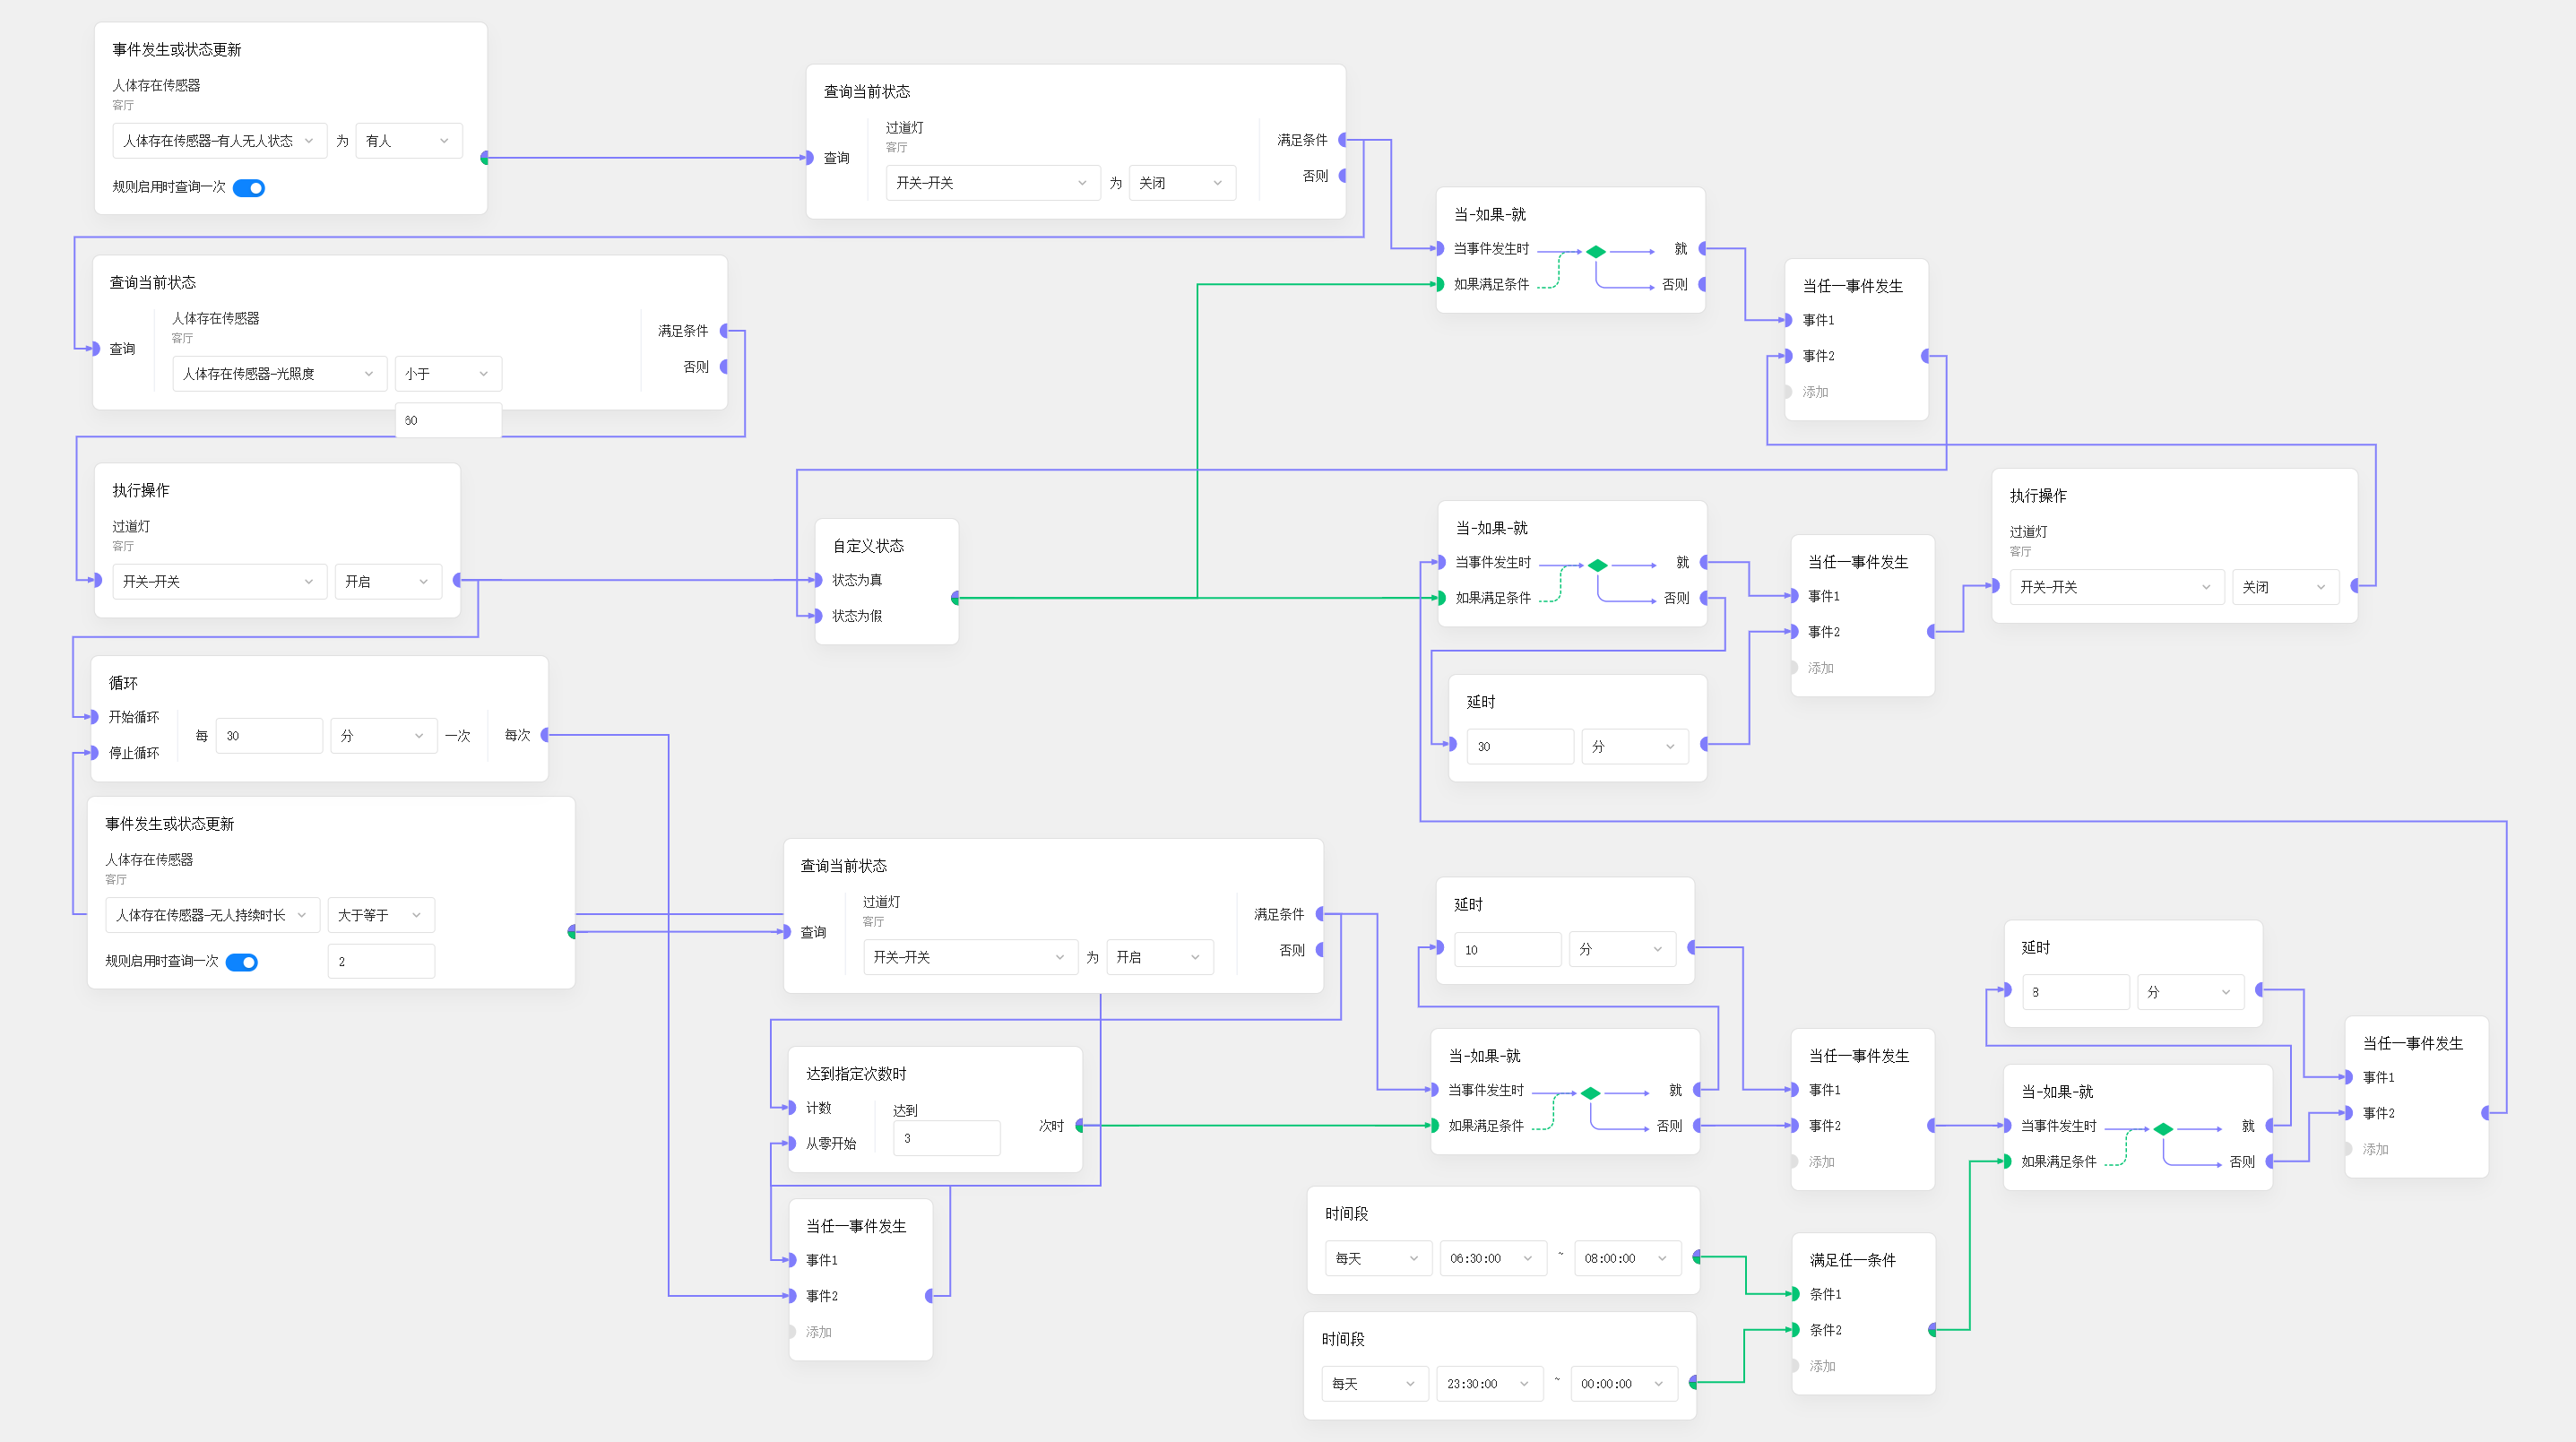 事件发生或状态更新
人体存在传感器
客厅
人体存在传感器-有人无人状态 为 有人
规则启用时查询一次
查询当前状态
过道灯
客厅
查询
开关-开关 为 关闭
满足条件
否则
当-如果-就
当事件发生时 就
如果满足条件 否则
当任一事件发生
事件1
事件2
添加
查询当前状态
人体存在传感器
客厅
查询
人体存在传感器-光照度 小于
60
满足条件
否则
执行操作
过道灯
客厅
开关-开关 开启
自定义状态
状态为真
状态为假
当-如果-就
当事件发生时 就
如果满足条件 否则
当任一事件发生
事件1
事件2
添加
执行操作
过道灯
客厅
开关-开关 关闭
延时
30 分
循环
开始循环
停止循环
每 30 分 一次 每次
事件发生或状态更新
人体存在传感器
客厅
人体存在传感器-无人持续时长 大于等于
规则启用时查询一次 2
查询当前状态
过道灯
客厅
查询
开关-开关 为 开启
满足条件
否则
延时
10 分
达到指定次数时
计数
从零开始
达到
3
次时
当-如果-就
当事件发生时 就
如果满足条件 否则
当任一事件发生
事件1
事件2
添加
延时
8 分
当-如果-就
当事件发生时 就
如果满足条件 否则
当任一事件发生
事件1
事件2
添加
当任一事件发生
事件1
事件2
添加
时间段
每天 06:30:00 ~ 08:00:00
时间段
每天 23:30:00 ~ 00:00:00
满足任一条件
条件1
条件2
添加